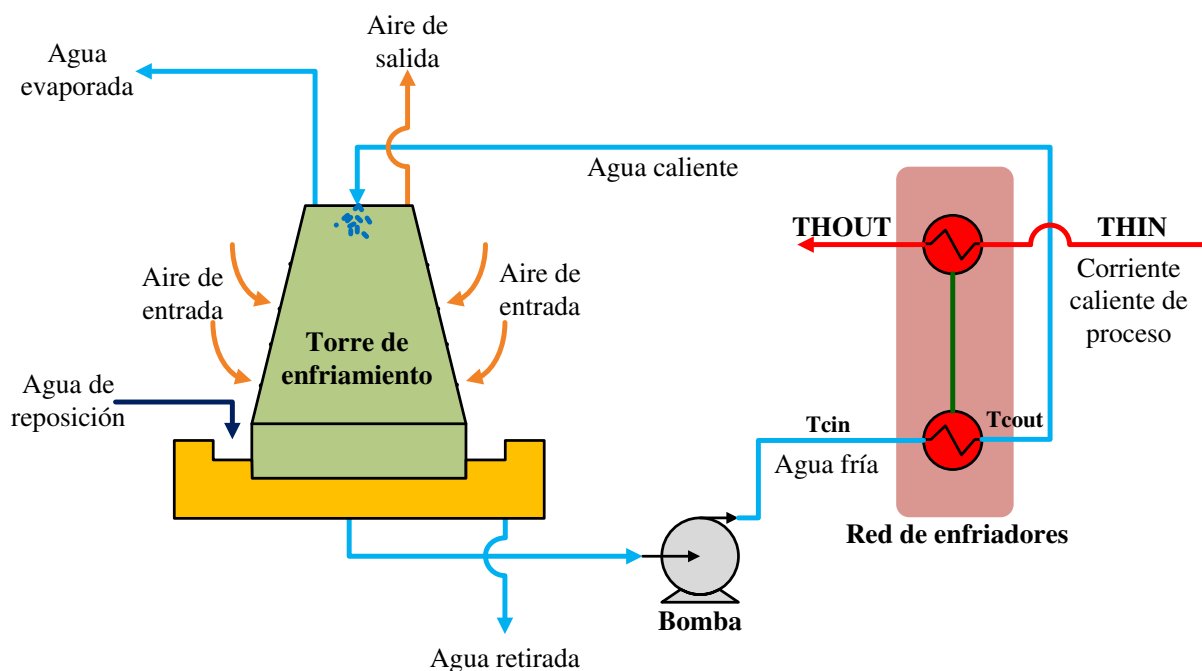 Agua
evaporada
Aire de
salida
Agua caliente
THOUT
THIN
Corriente
caliente de
proceso
Aire de
entrada
Aire de
entrada
Torre de
enfriamiento
Agua de
reposición
Tcin
Tcout
Agua fría
Red de enfriadores
Bomba
Agua retirada